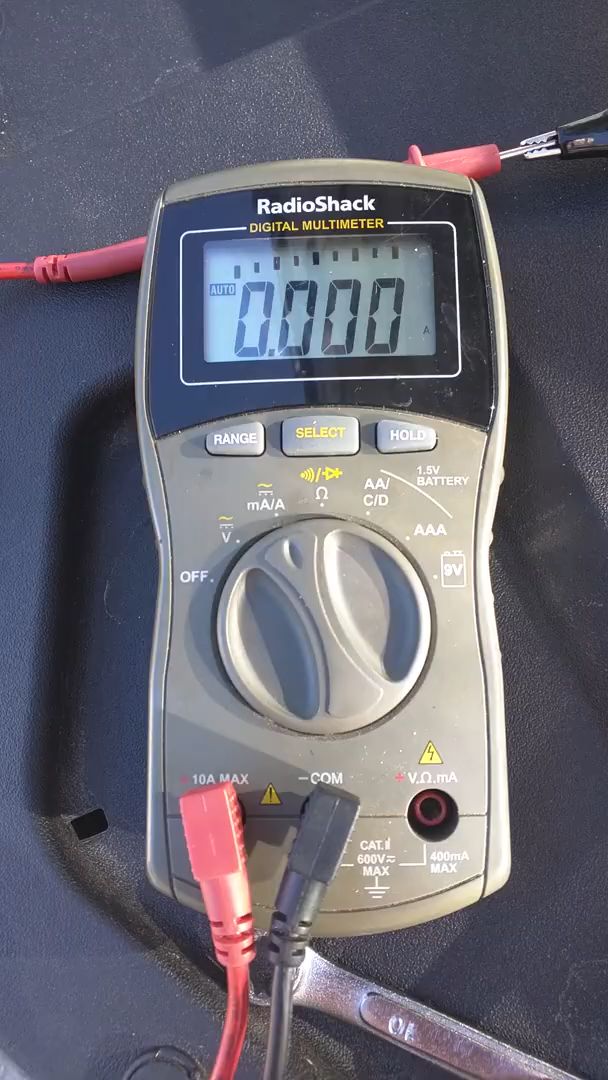 RadioShack
DIGITAL MULTIMETER
AUTO
0.000
A
RANGE
SELECT
HOLD
1.5V
BATTERY
AA/
C/D
Ω
mA/A
V
AAA
OFF
9V
+ 10A MAX
–COM
+ V.Ω.mA
CAT.II
600V
MAX
400mA
MAX